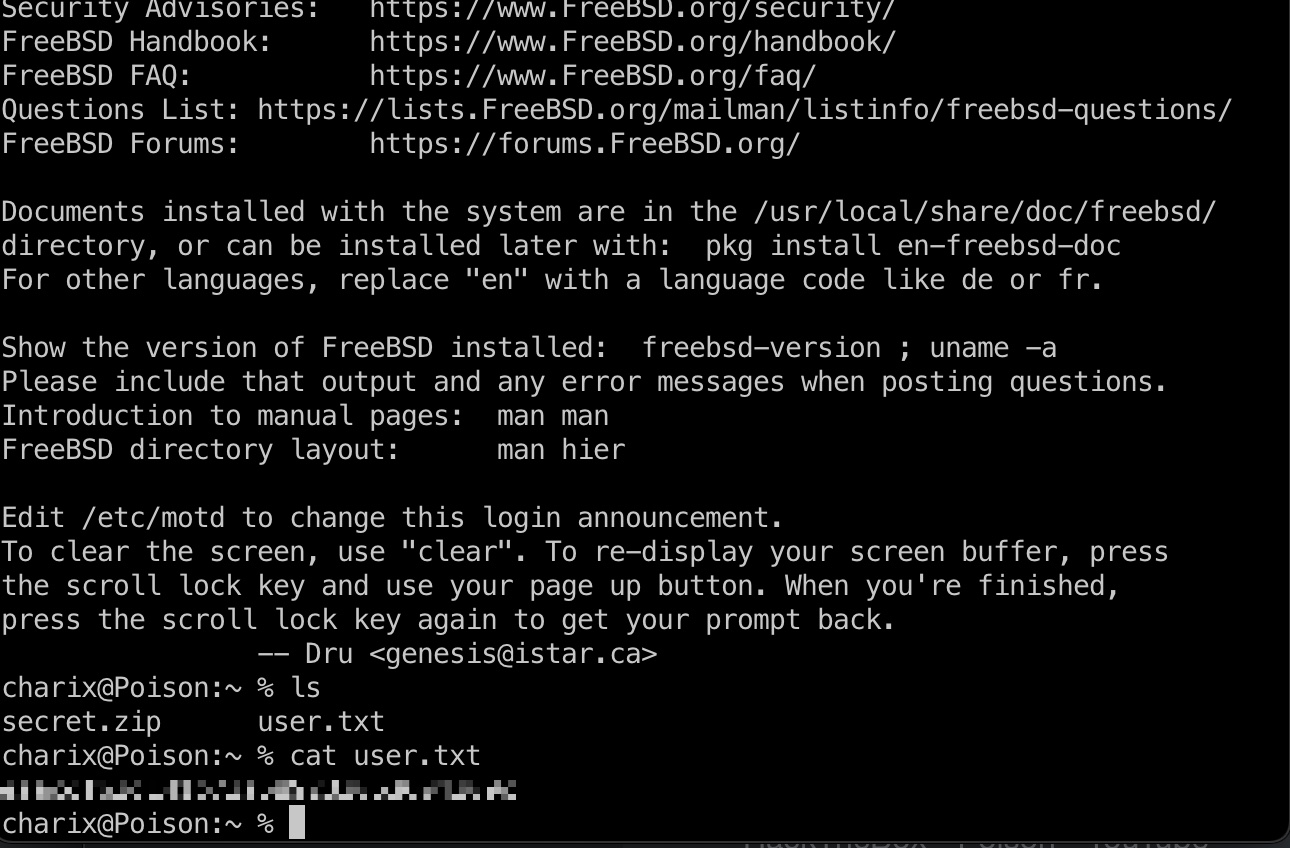 Security Advisories:   https://www.FreeBSD.org/security/
FreeBSD Handbook:      https://www.FreeBSD.org/handbook/
FreeBSD FAQ:           https://www.FreeBSD.org/faq/
Questions List: https://lists.FreeBSD.org/mailman/listinfo/freebsd-questions/
FreeBSD Forums:        https://forums.FreeBSD.org/

Documents installed with the system are in the /usr/local/share/doc/freebsd/
directory, or can be installed later with:  pkg install en-freebsd-doc
For other languages, replace "en" with a language code like de or fr.

Show the version of FreeBSD installed:  freebsd-version ; uname -a
Please include that output and any error messages when posting questions.
Introduction to manual pages:  man man
FreeBSD directory layout:      man hier

Edit /etc/motd to change this login announcement.
To clear the screen, use "clear". To re-display your screen buffer, press
the scroll lock key and use your page up button. When you're finished,
press the scroll lock key again to get your prompt back.
                -- Dru <genesis@istar.ca>
charix@Poison:~ % ls
secret.zip      user.txt
charix@Poison:~ % cat user.txt
charix@Poison:~ %